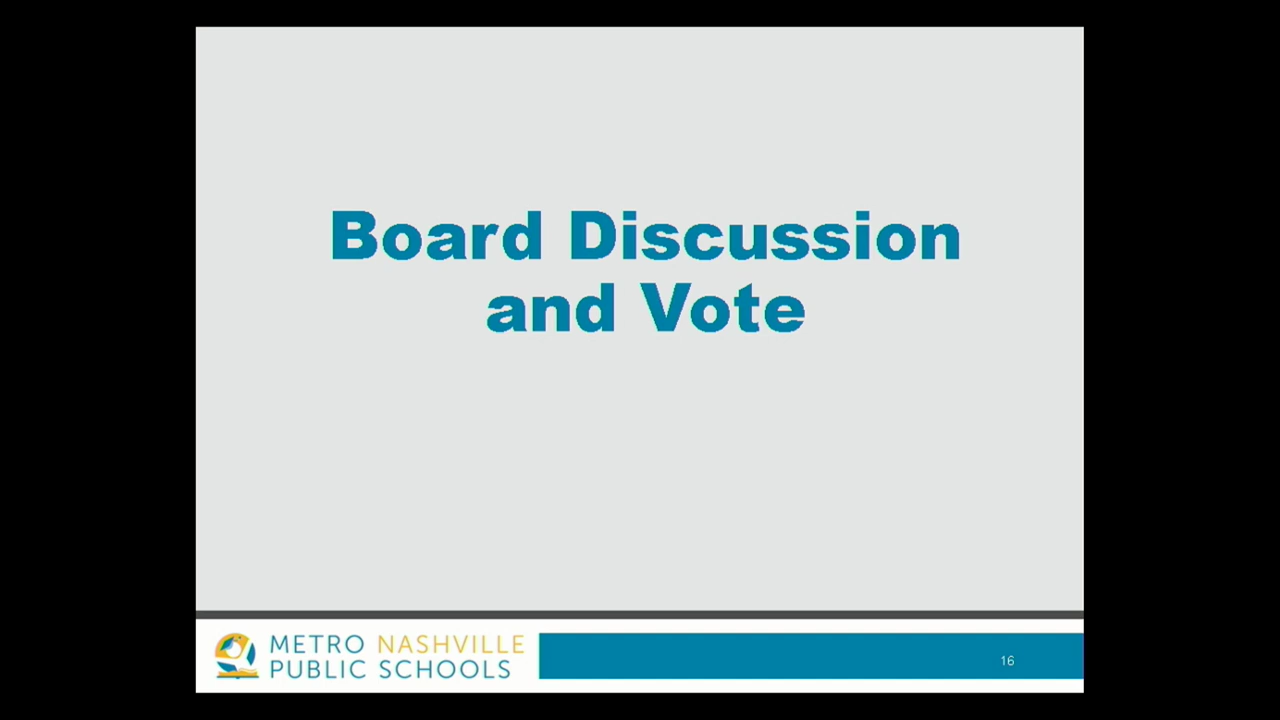 Board Discussion
and Vote
METRO NASHVILLE
PUBLIC SCHOOLS
16